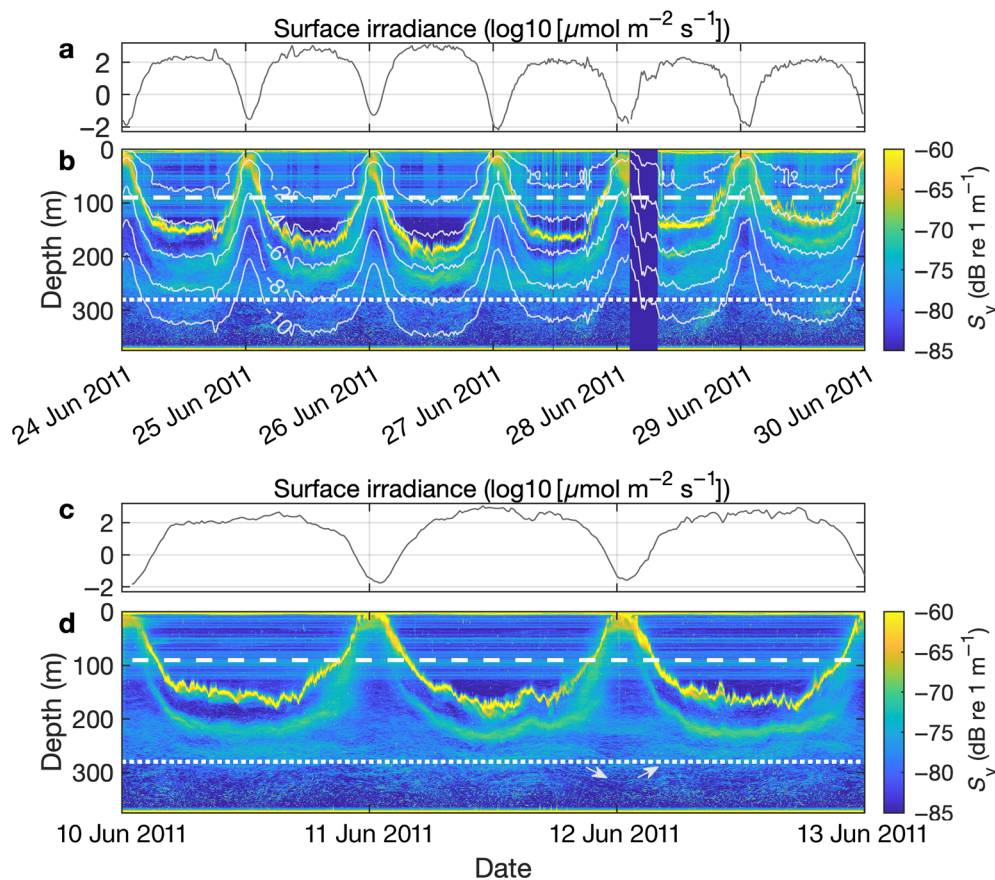 Surface irradiance (log10 [μmol m−2 s−1])
a
2
0
−2
b
0
100
200
300
Depth (m)
-2
-4
-6
-8
-10
−60
−65
−70
−75
−80
−85
Sv (dB re 1 m−1)
24 Jun 2011
25 Jun 2011
26 Jun 2011
27 Jun 2011
28 Jun 2011
29 Jun 2011
30 Jun 2011
Surface irradiance (log10 [μmol m−2 s−1])
c
2
0
−2
d
0
100
200
300
Depth (m)
−60
−65
−70
−75
−80
−85
Sv (dB re 1 m−1)
10 Jun 2011
11 Jun 2011
12 Jun 2011
13 Jun 2011
Date